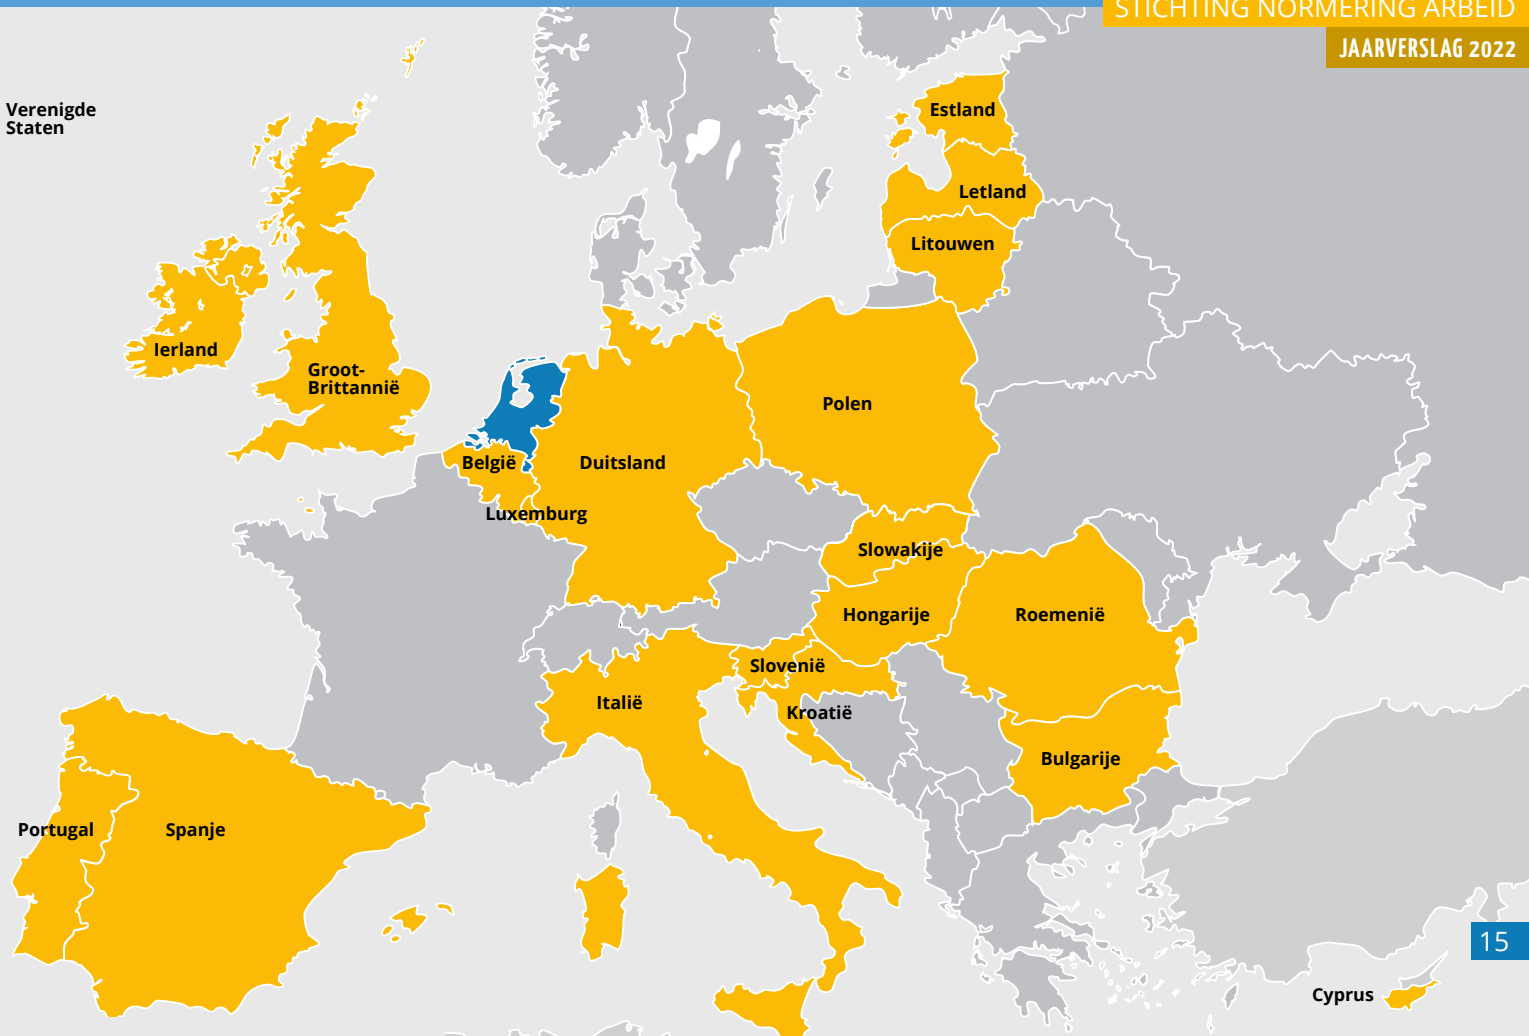 STICHTING NORMERING ARBEID
JAARVERSLAG 2022
Verenigde
Staten
Estland
Letland
Litouwen
Ierland
Groot-
Brittannië
Polen
België
Duitsland
Luxemburg
Slowakije
Hongarije
Roemenië
Slovenië
Italië
Kroatië
Bulgarije
Portugal
Spanje
15
Cyprus